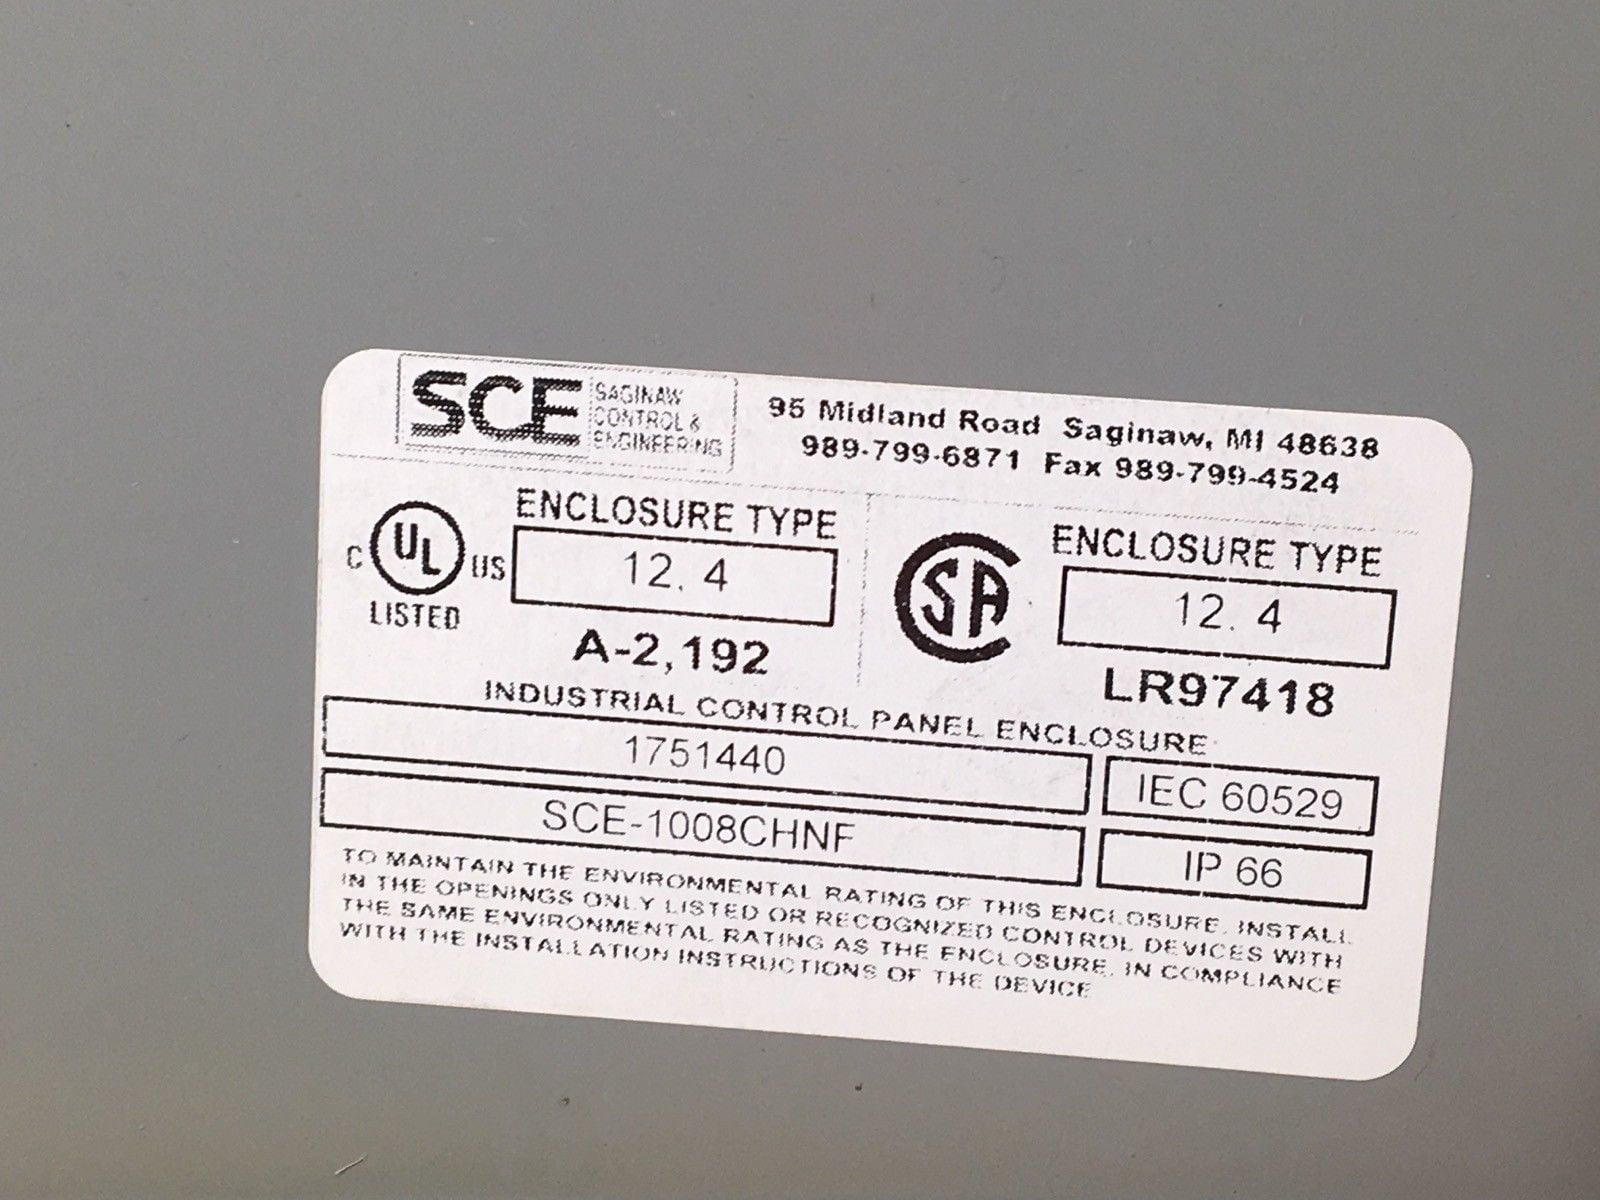 SCE
SAGINAW
CONTROL &
ENGINEERING
95 Midland Road Saginaw, MI 48638
989-799-6871 Fax 989-799-4524
C UL US
LISTED
ENCLOSURE TYPE
12. 4
A-2,192
CSA
ENCLOSURE TYPE
12. 4
LR97418
INDUSTRIAL CONTROL PANEL ENCLOSURE
1751440
IEC 60529
SCE-1008CHNF
IP 66
TO MAINTAIN THE ENVIRONMENTAL RATING OF THIS ENCLOSURE, INSTALL
IN THE OPENINGS ONLY LISTED OR RECOGNIZED CONTROL DEVICES WITH
THE SAME ENVIRONMENTAL RATING AS THE ENCLOSURE, IN COMPLIANCE
WITH THE INSTALLATION INSTRUCTIONS OF THE DEVICE